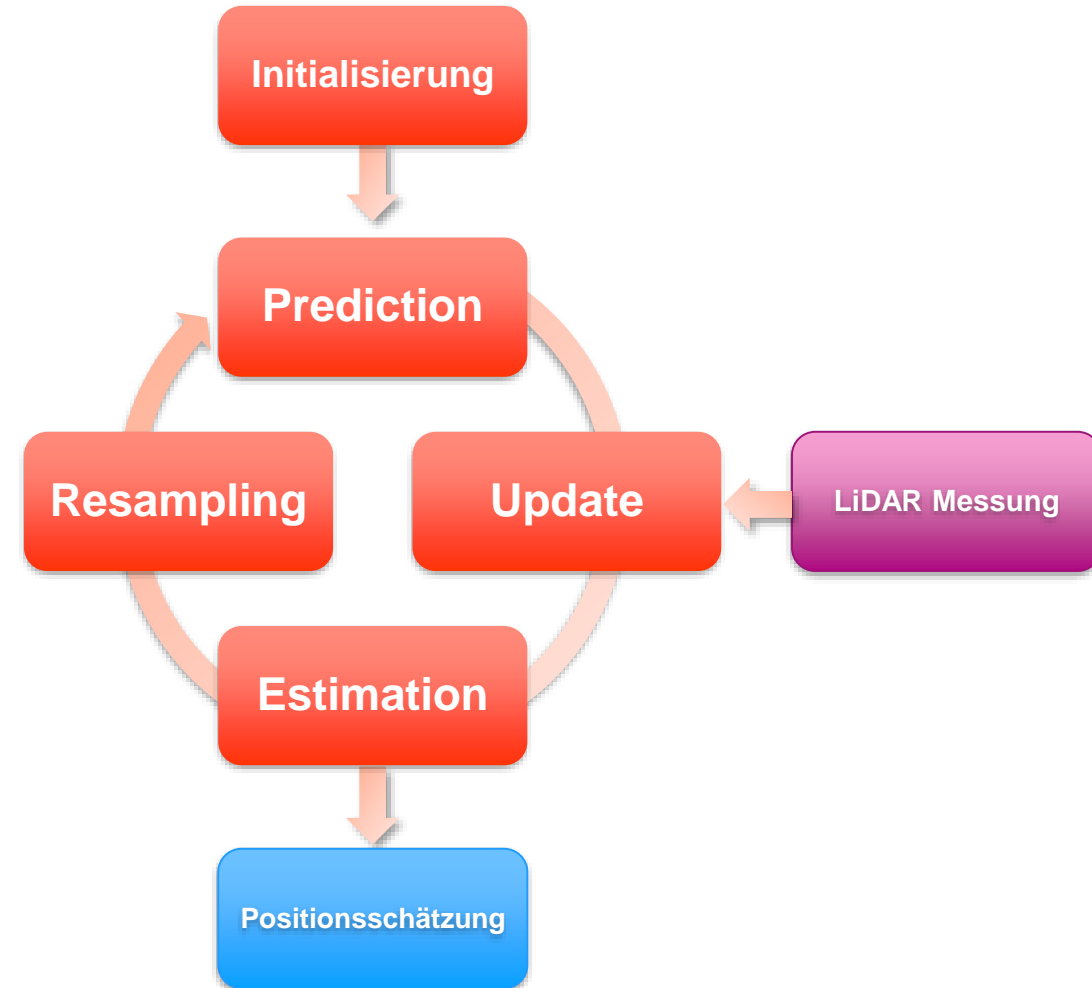 Initialisierung
Prediction
Resampling
Update
LiDAR Messung
Estimation
Positionsschätzung